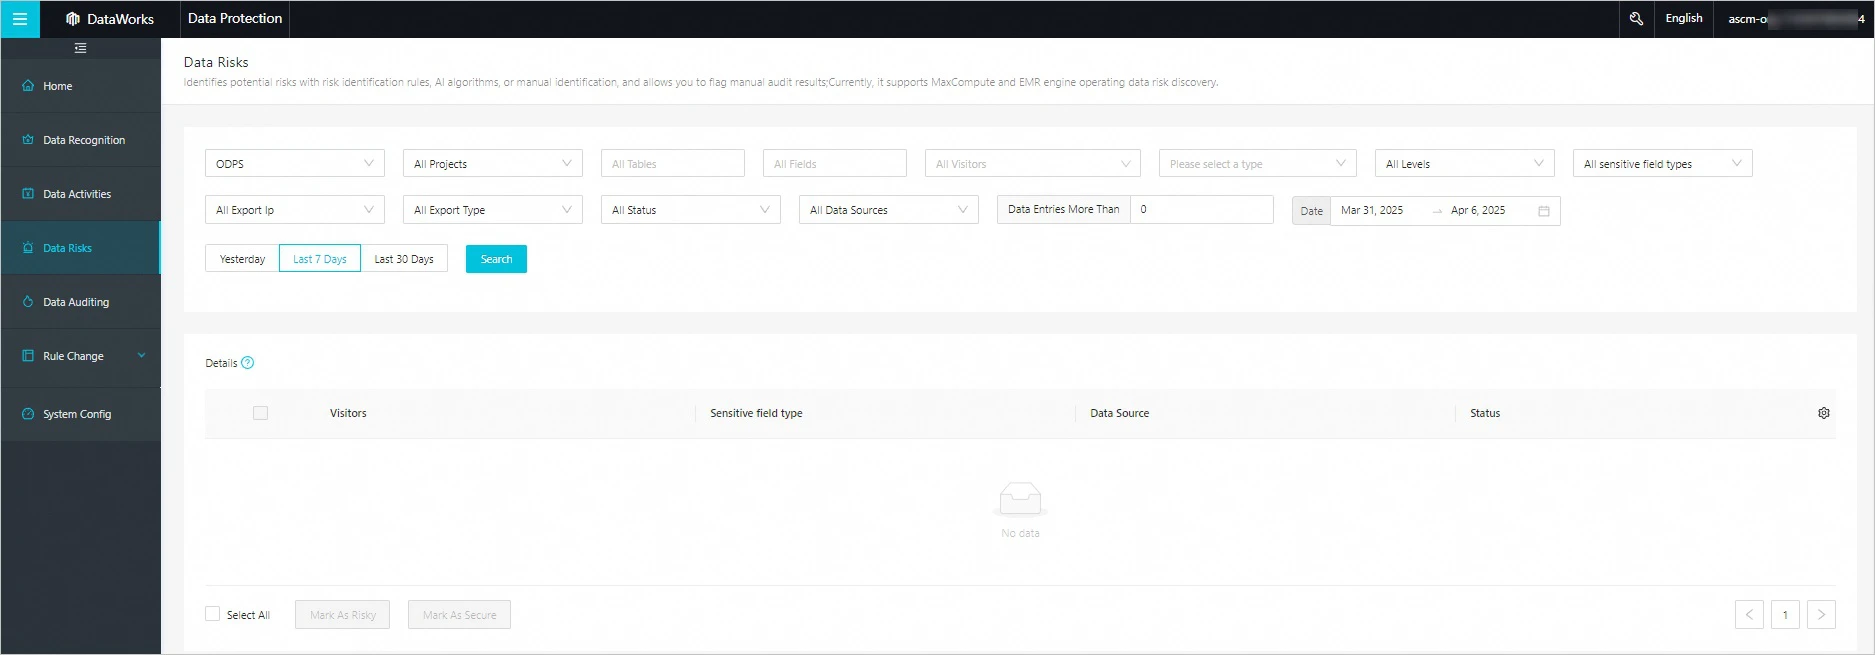 DataWorks
Data Protection
English
ascm-o
4
Home
Data Recognition
Data Activities
Data Risks
Data Auditing
Rule Change
System Config
Data Risks
Identifies potential risks with risk identification rules, AI algorithms, or manual identification, and allows you to flag manual audit results;Currently, it supports MaxCompute and EMR engine operating data risk discovery.
ODPS All Projects All Tables All Fields All Visitors Please select a type All Levels All sensitive field types
All Export Ip All Export Type All Status All Data Sources Data Entries More Than 0 Date Mar 31, 2025 → Apr 6, 2025
Yesterday Last 7 Days Last 30 Days Search
Details ?
Visitors Sensitive field type Data Source Status
No data
Select All Mark As Risky Mark As Secure < 1 >